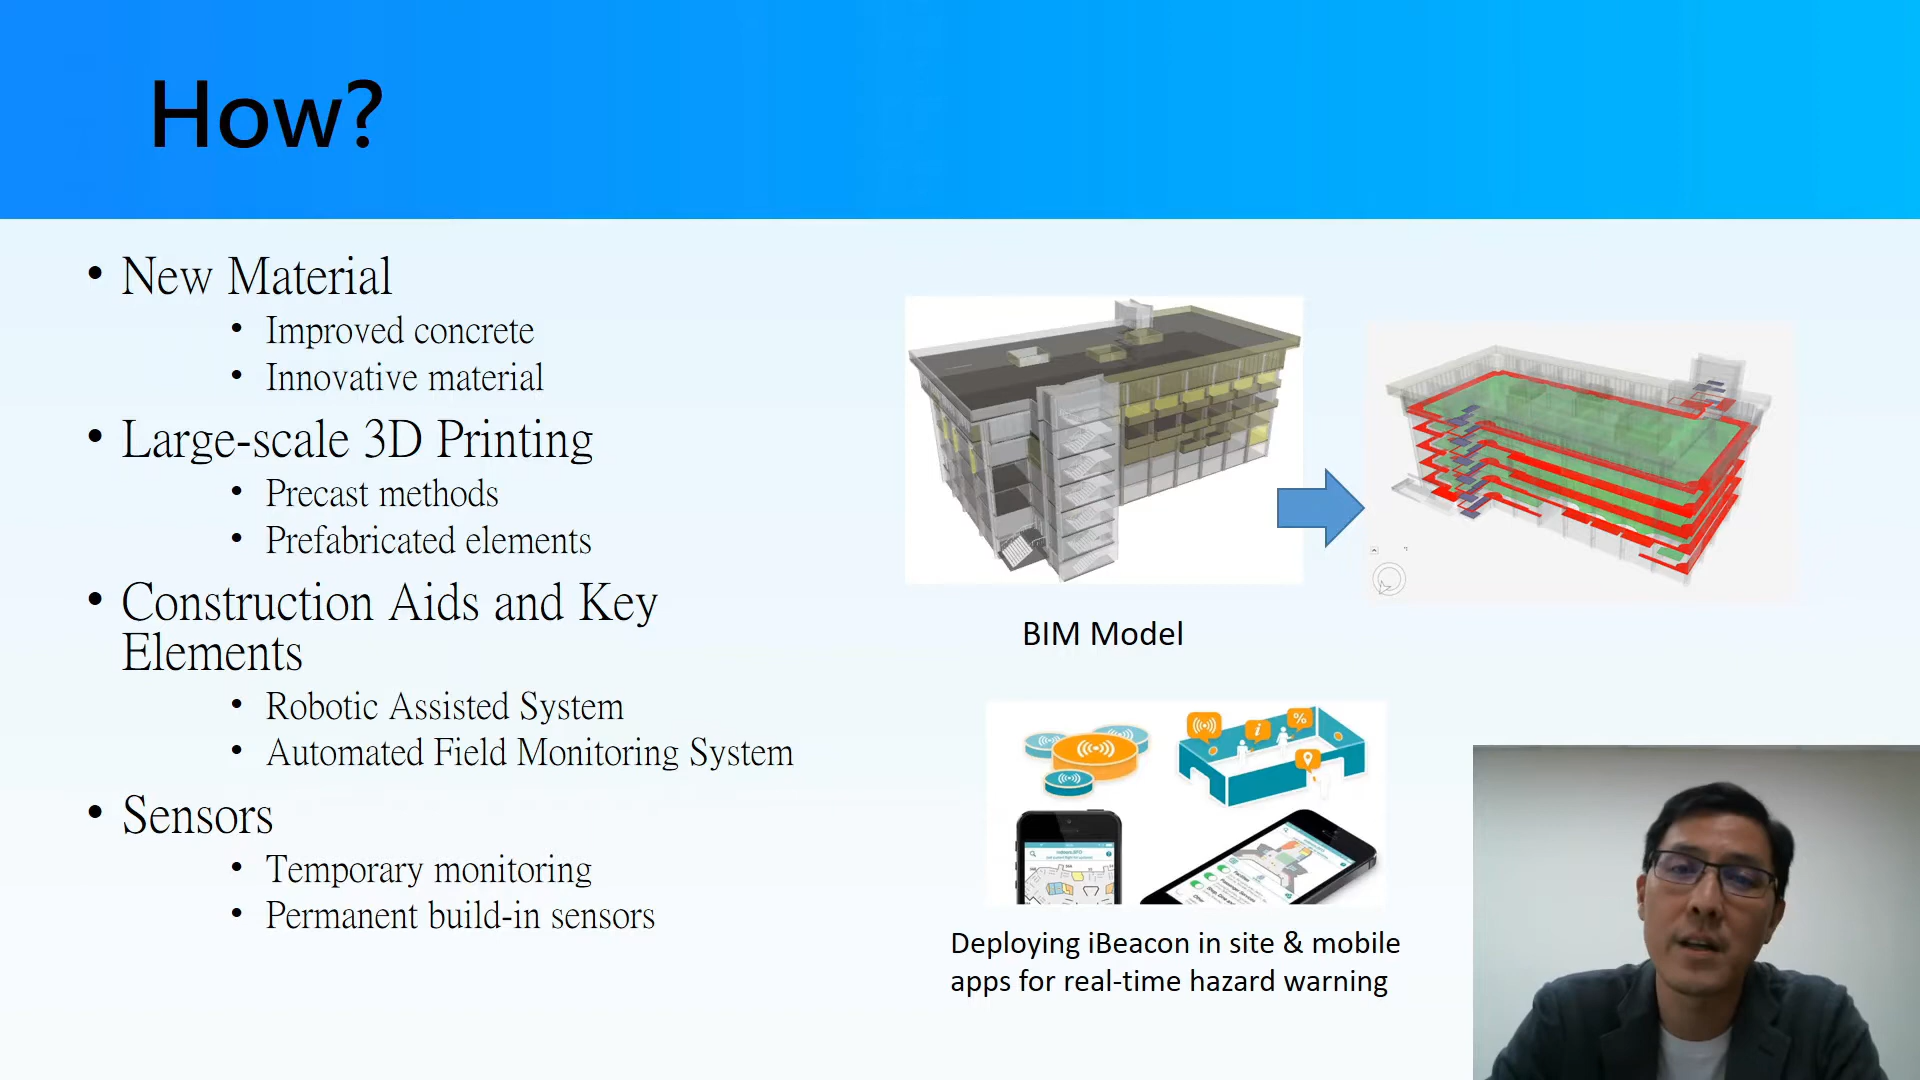 How?
• New Material
• Improved concrete
• Innovative material
• Large-scale 3D Printing
• Precast methods
• Prefabricated elements
• Construction Aids and Key
Elements
• Robotic Assisted System
• Automated Field Monitoring System
• Sensors
• Temporary monitoring
• Permanent build-in sensors
BIM Model
i
%
Deploying iBeacon in site & mobile
apps for real-time hazard warning